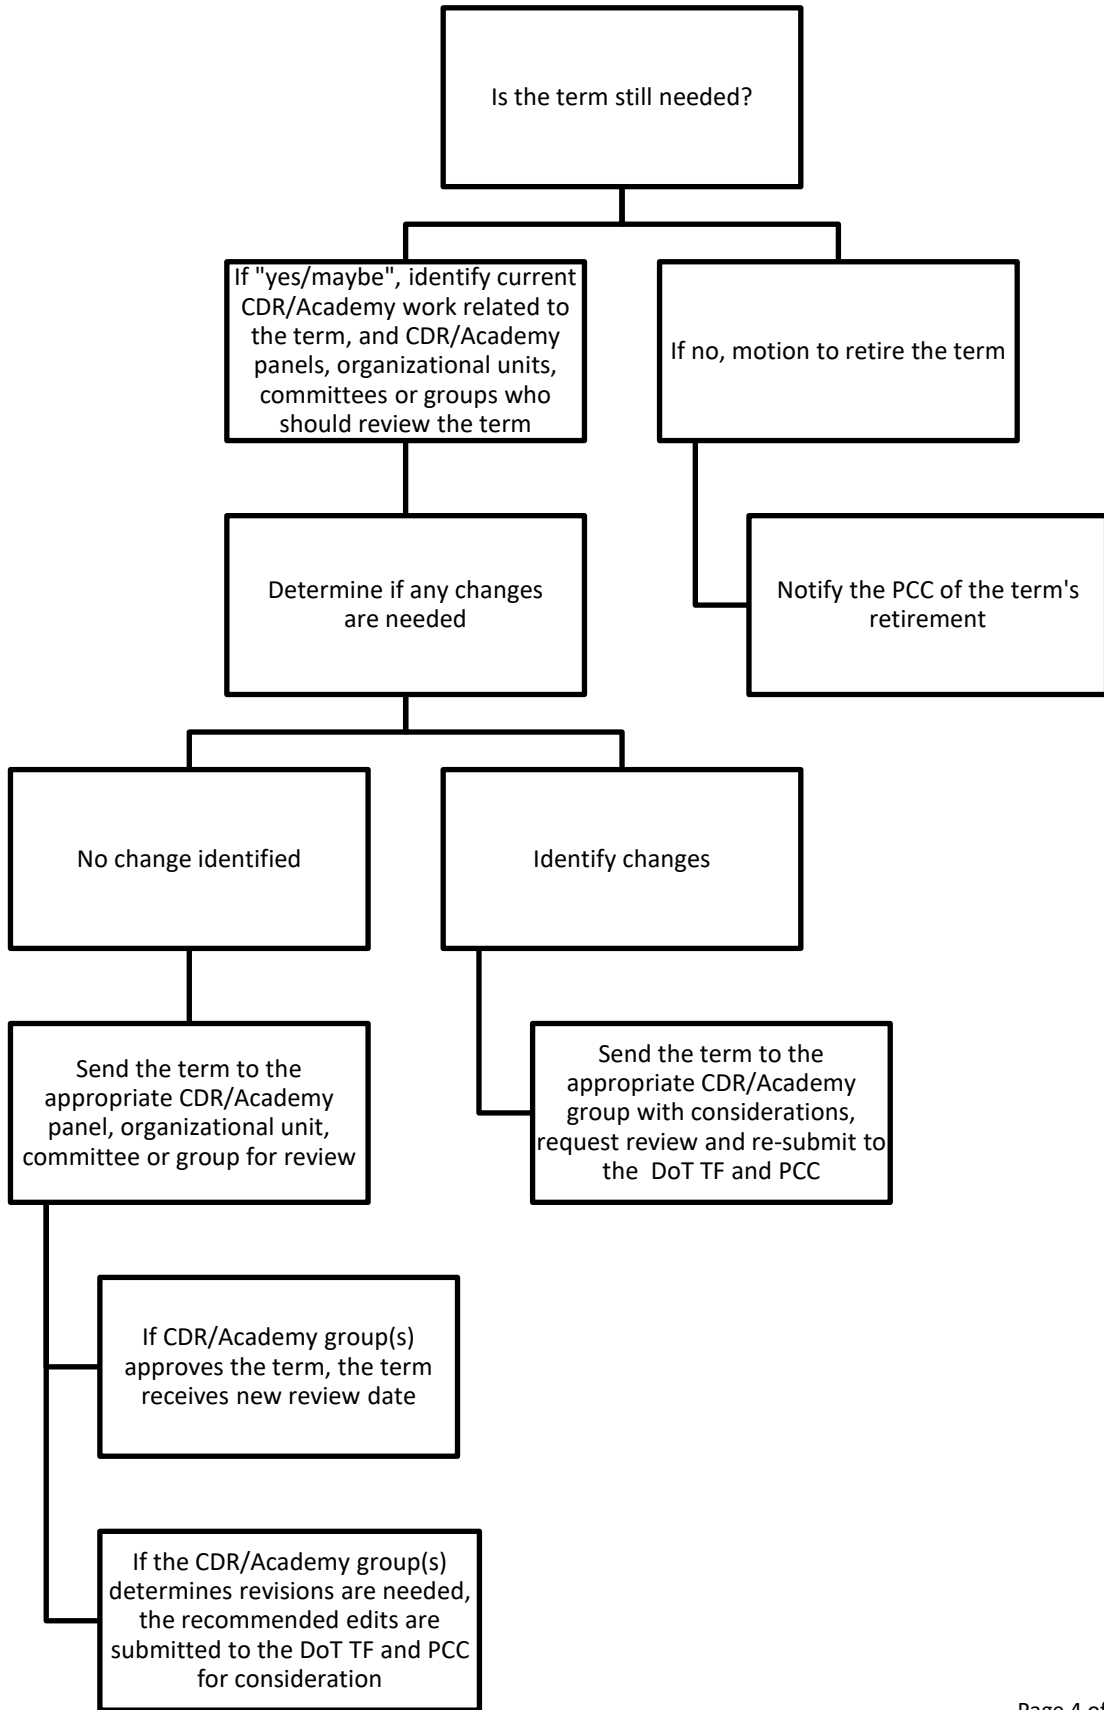 Is the term still needed?
If "yes/maybe", identify current
CDR/Academy work related to
the term, and CDR/Academy
panels, organizational units,
committees or groups who
should review the term
If no, motion to retire the term
Determine if any changes
are needed
Notify the PCC of the term's
retirement
No change identified
Identify changes
Send the term to the
appropriate CDR/Academy
panel, organizational unit,
committee or group for review
Send the term to the
appropriate CDR/Academy
group with considerations,
request review and re-submit to
the DoT TF and PCC
If CDR/Academy group(s)
approves the term, the term
receives new review date
If the CDR/Academy group(s)
determines revisions are needed,
the recommended edits are
submitted to the DoT TF and PCC
for consideration
Page 4 of